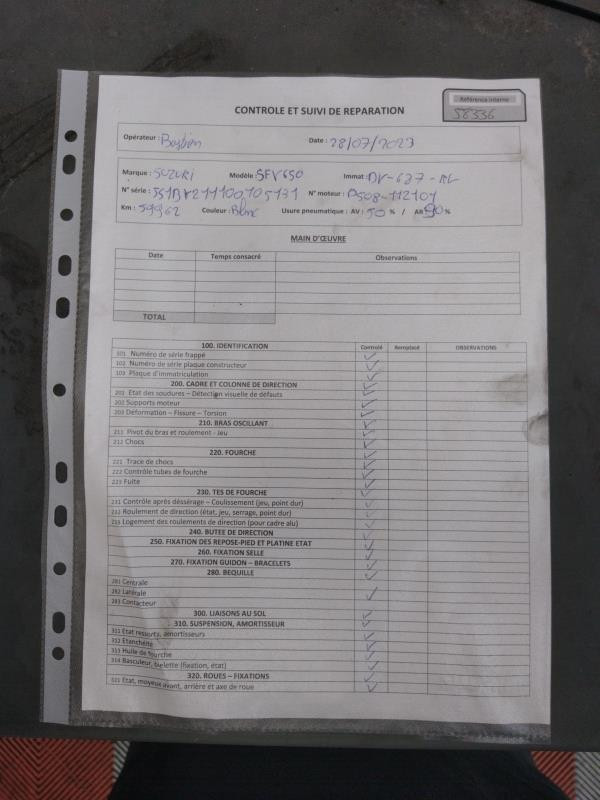 Référence interne
58336
CONTROLE ET SUIVI DE REPARATION
Opérateur : Bastien Date : 28/07/2023
Marque : SUZUKI Modèle : SFV650 Immat : DV-637-
N° série : N° moteur : P508-112101
Km : 59962 Couleur : Blanc Usure pneumatique : AV : 50 % / AR 90 %
MAIN D'ŒUVRE
Date Temps consacré Observations
TOTAL
100. IDENTIFICATION Controlé Remplacé OBSERVATIONS
101 Numéro de série frappé
102 Numéro de série plaque constructeur
103 Plaque d'immatriculation
200. CADRE ET COLONNE DE DIRECTION
201 Etat des soudures – Détection visuelle de défauts
202 Supports moteur
203 Déformation – Fissure – Torsion
210. BRAS OSCILLANT
211 Pivot du bras et roulement - Jeu
212 Chocs
220. FOURCHE
221 Trace de chocs
222 Contrôle tubes de fourche
223 Fuite
230. TES DE FOURCHE
231 Contrôle après déssérage – Coulissement (jeu, point dur)
232 Roulement de direction (état, jeu, serrage, point dur)
233 Logement des roulements de direction (pour cadre alu)
240. BUTEE DE DIRECTION
250. FIXATION DES REPOSE-PIED ET PLATINE ETAT
260. FIXATION SELLE
270. FIXATION GUIDON – BRACELETS
280. BEQUILLE
281 Centrale
282 Latérale
283 Contacteur
300. LIAISONS AU SOL
310. SUSPENSION, AMORTISSEUR
311 Etat ressorts, amortisseurs
312 Etanchéité
313 Huile de fourche
314 Basculeur, biellette (fixation, état)
320. ROUES – FIXATIONS
321 Etat, moyeux avant, arrière et axe de roue